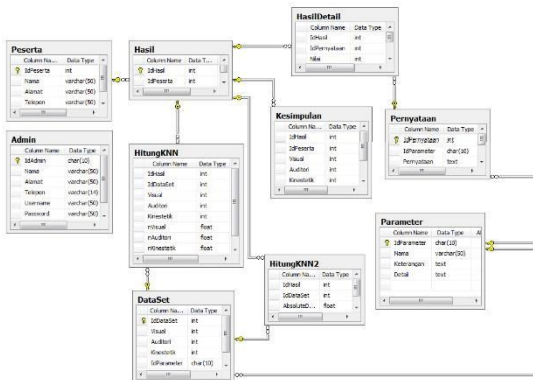 HasilDetail
Column Name Data Type
IdHasil int
IdPernyataan int
Nilai int
Peserta
Column Na... Data Type
IdPeserta int
Nama varchar(50)
Alamat varchar(50)
Telepon varchar(50)
Hasil
Column Name Data T...
IdHasil int
IdPeserta int
Kesimpulan
Column Na... Data Type
IdHasil int
IdPeserta int
Visual int
Auditori int
Kinestetik int
Pernyataan
Column Na... Data Type
IdPernyataan int
IdParameter char(10)
Pernyataan text
Admin
Column Name Data Type
IdAdmin char(10)
Nama varchar(50)
Alamat varchar(50)
Telepon varchar(14)
Username varchar(50)
Password varchar(50)
HitungKNN
Column Name Data Type
IdHasil int
IdDataSet int
Visual int
Auditori int
Kinestetik int
nVisual float
nAuditori float
nKinestetik float
Parameter
Column Name Data Type Al
IdParameter char(10)
Nama varchar(50)
Keterangan text
Detail text
HitungKNN2
Column Na... Data Type
IdHasil int
IdDataSet int
AbsoluteD... float
DataSet
Column Na... Data Type
IdDataSet int
Visual int
Auditori int
Kinestetik int
IdParameter char(10)